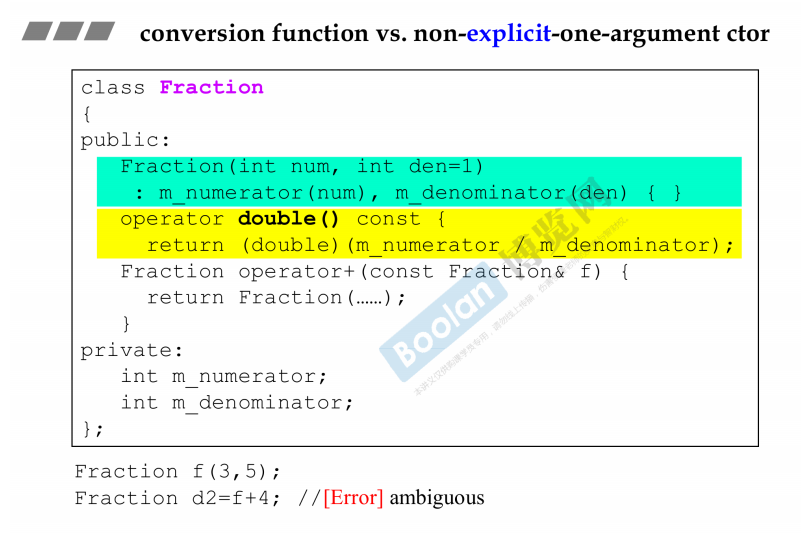 conversion function vs. non-explicit-one-argument ctor
class Fraction
{
public:
Fraction(int num, int den=1)
: m_numerator(num), m_denominator(den) { }
operator double() const {
return (double)(m_numerator / m_denominator);
Fraction operator+(const Fraction& f) {
return Fraction(……);
}
private:
int m_numerator;
int m_denominator;
};
Fraction f(3,5);
Fraction d2=f+4; //[Error] ambiguous
Boolan 博览网